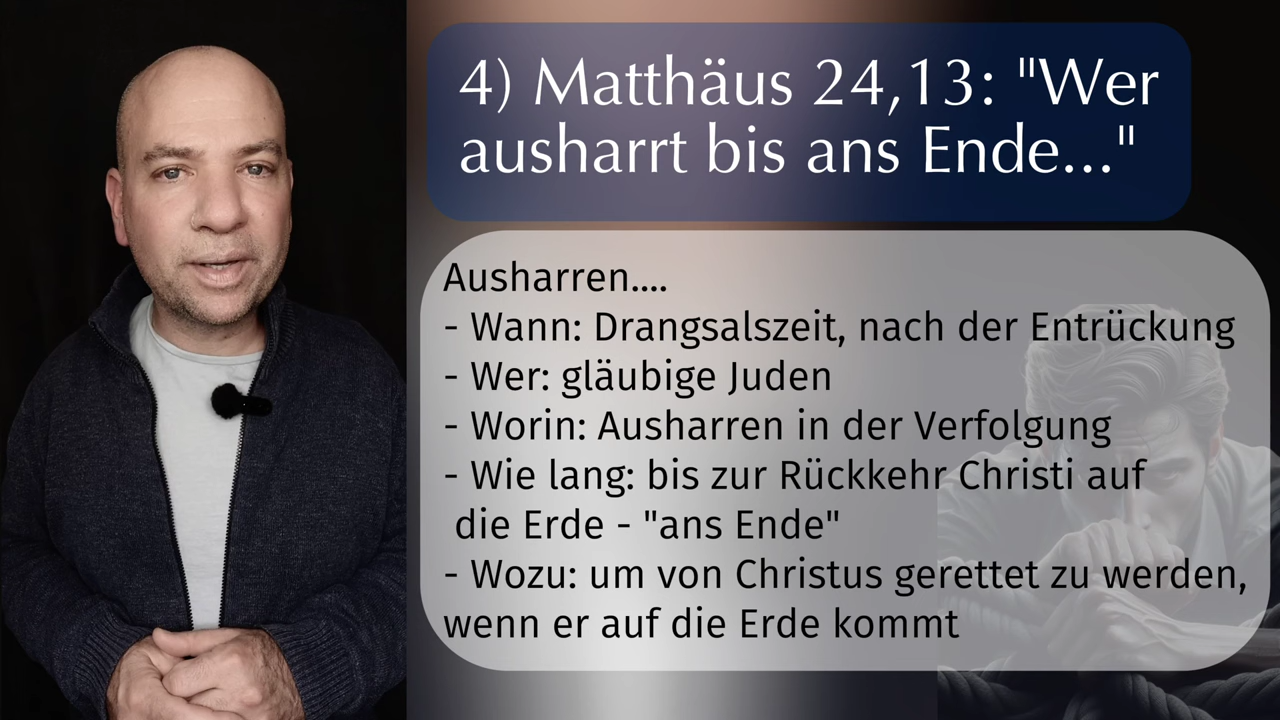 4) Matthäus 24,13: "Wer
ausharrt bis ans Ende..."
Ausharren....
- Wann: Drangsalszeit, nach der Entrückung
- Wer: gläubige Juden
- Worin: Ausharren in der Verfolgung
- Wie lang: bis zur Rückkehr Christi auf
die Erde - "ans Ende"
- Wozu: um von Christus gerettet zu werden,
wenn er auf die Erde kommt